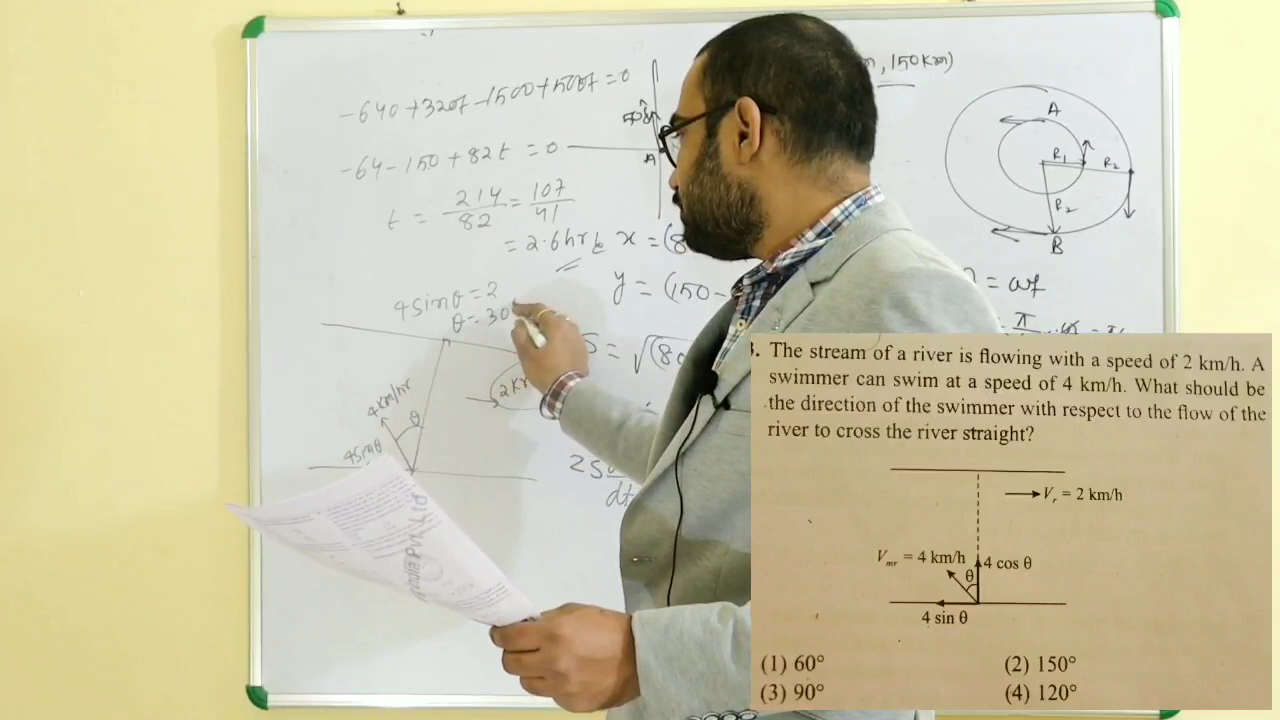 -640+320t-1500+500t=0
-64-150+82t=0
t = 214/82 = 107/41
= 2.6hr
4sinθ=2
θ=30
4km/hr
θ
4sinθ
, 150km)
A
x = (8
y = (150-
S = √(80
dt
A
R₁
R₂
R₂
B
= ωt
3. The stream of a river is flowing with a speed of 2 km/h. A
swimmer can swim at a speed of 4 km/h. What should be
the direction of the swimmer with respect to the flow of the
river to cross the river straight?
Vᵣ = 2 km/h
Vₘᵣ = 4 km/h
4 cos θ
θ
4 sin θ
(1) 60°
(2) 150°
(3) 90°
(4) 120°